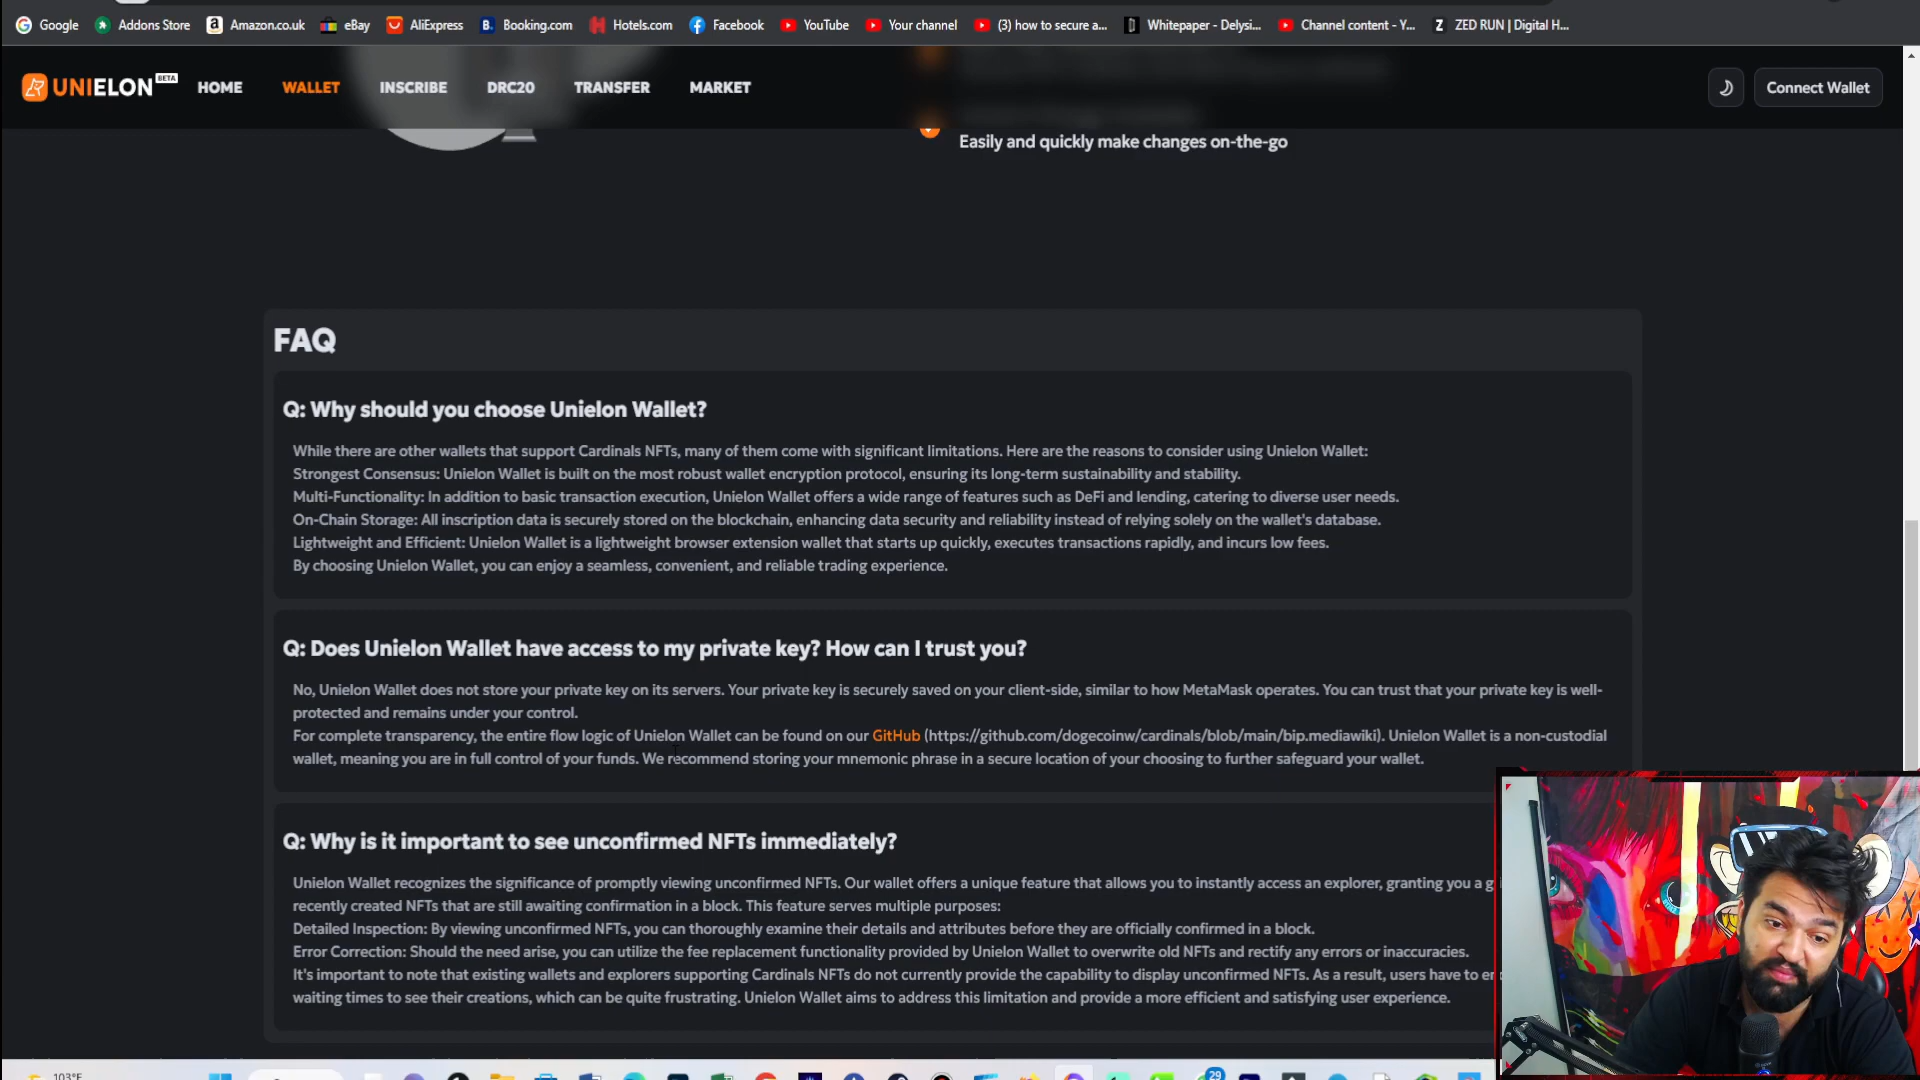 Google Addons Store Amazon.co.uk eBay AliExpress Booking.com Hotels.com Facebook YouTube Your channel (3) how to secure a... Whitepaper - Delysi... Channel content - Y... ZED RUN | Digital H...
UNIELON BETA HOME WALLET INSCRIBE DRC20 TRANSFER MARKET Connect Wallet
Easily and quickly make changes on-the-go
FAQ
Q: Why should you choose Unielon Wallet?
While there are other wallets that support Cardinals NFTs, many of them come with significant limitations. Here are the reasons to consider using Unielon Wallet:
Strongest Consensus: Unielon Wallet is built on the most robust wallet encryption protocol, ensuring its long-term sustainability and stability.
Multi-Functionality: In addition to basic transaction execution, Unielon Wallet offers a wide range of features such as DeFi and lending, catering to diverse user needs.
On-Chain Storage: All inscription data is securely stored on the blockchain, enhancing data security and reliability instead of relying solely on the wallet's database.
Lightweight and Efficient: Unielon Wallet is a lightweight browser extension wallet that starts up quickly, executes transactions rapidly, and incurs low fees.
By choosing Unielon Wallet, you can enjoy a seamless, convenient, and reliable trading experience.
Q: Does Unielon Wallet have access to my private key? How can I trust you?
No, Unielon Wallet does not store your private key on its servers. Your private key is securely saved on your client-side, similar to how MetaMask operates. You can trust that your private key is well-
protected and remains under your control.
For complete transparency, the entire flow logic of Unielon Wallet can be found on our GitHub (https://github.com/dogecoinw/cardinals/blob/main/bip.mediawiki). Unielon Wallet is a non-custodial
wallet, meaning you are in full control of your funds. We recommend storing your mnemonic phrase in a secure location of your choosing to further safeguard your wallet.
Q: Why is it important to see unconfirmed NFTs immediately?
Unielon Wallet recognizes the significance of promptly viewing unconfirmed NFTs. Our wallet offers a unique feature that allows you to instantly access an explorer, granting you a
recently created NFTs that are still awaiting confirmation in a block. This feature serves multiple purposes:
Detailed Inspection: By viewing unconfirmed NFTs, you can thoroughly examine their details and attributes before they are officially confirmed in a block.
Error Correction: Should the need arise, you can utilize the fee replacement functionality provided by Unielon Wallet to overwrite old NFTs and rectify any errors or inaccuracies.
It's important to note that existing wallets and explorers supporting Cardinals NFTs do not currently provide the capability to display unconfirmed NFTs. As a result, users have to
waiting times to see their creations, which can be quite frustrating. Unielon Wallet aims to address this limitation and provide a more efficient and satisfying user experience.
103°F 29